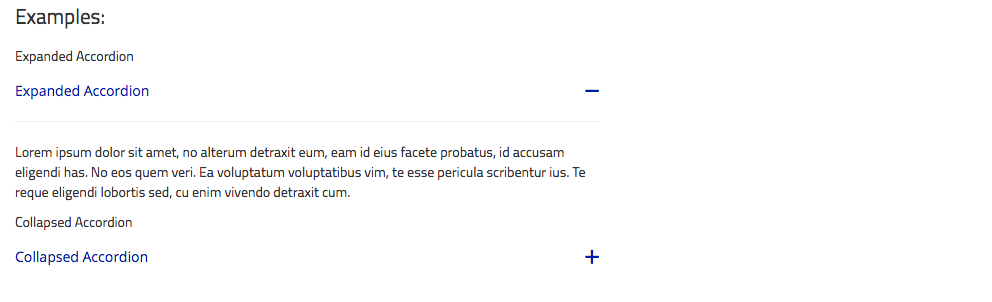 Examples:
Expanded Accordion
Expanded Accordion
Lorem ipsum dolor sit amet, no alterum detraxit eum, eam id eius facete probatus, id accusam
eligendi has. No eos quem veri. Ea voluptatum voluptatibus vim, te esse pericula scribentur ius. Te
reque eligendi lobortis sed, cu enim vivendo detraxit cum.
Collapsed Accordion
Collapsed Accordion